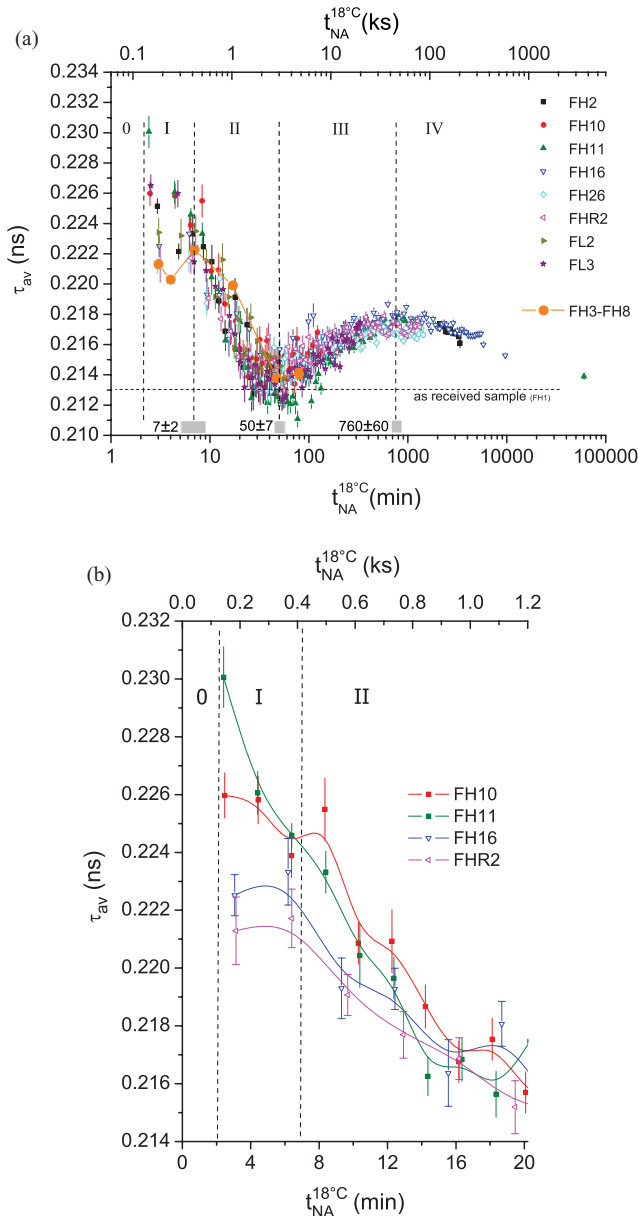 (a)
t_NA^18°C (ks)
0.1 1 10 100 1000
0.234
0.232
0.230
0.228
0.226
0.224
0.222
0.220
0.218
0.216
0.214
0.212
0.210
τ_av (ns)
0 I II III IV
FH2
FH10
FH11
FH16
FH26
FHR2
FL2
FL3
FH3-FH8
as received sample (FH1)
7±2 50±7 760±60
1 10 100 1000 10000 100000
t_NA^18°C (min)
(b)
t_NA^18°C (ks)
0.0 0.2 0.4 0.6 0.8 1.0 1.2
0.232
0.230
0.228
0.226
0.224
0.221
0.220
0.218
0.216
0.214
τ_av (ns)
0 I II
FH10
FH11
FH16
FHR2
0 4 8 12 16 20
t_NA^18°C (min)